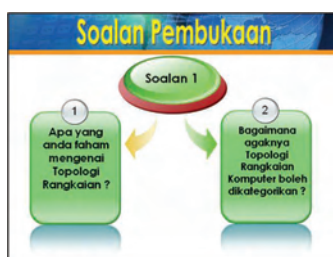 Soalan Pembukaan
Soalan 1
1
Apa yang
anda faham
mengenai
Topologi
Rangkaian ?
2
Bagaimana
agaknya
Topologi
Rangkaian
Komputer boleh
dikategorikan ?